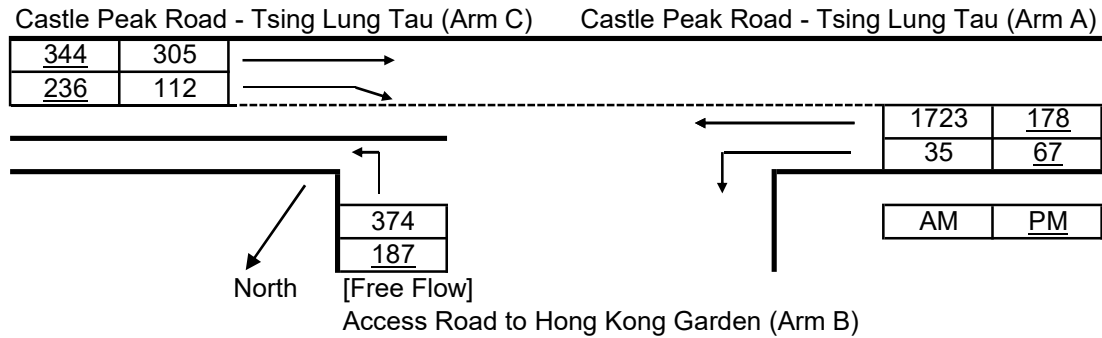 Castle Peak Road - Tsing Lung Tau (Arm C) Castle Peak Road - Tsing Lung Tau (Arm A)
344 305
236 112
1723 178
35 67
374
AM PM
187
North [Free Flow]
Access Road to Hong Kong Garden (Arm B)